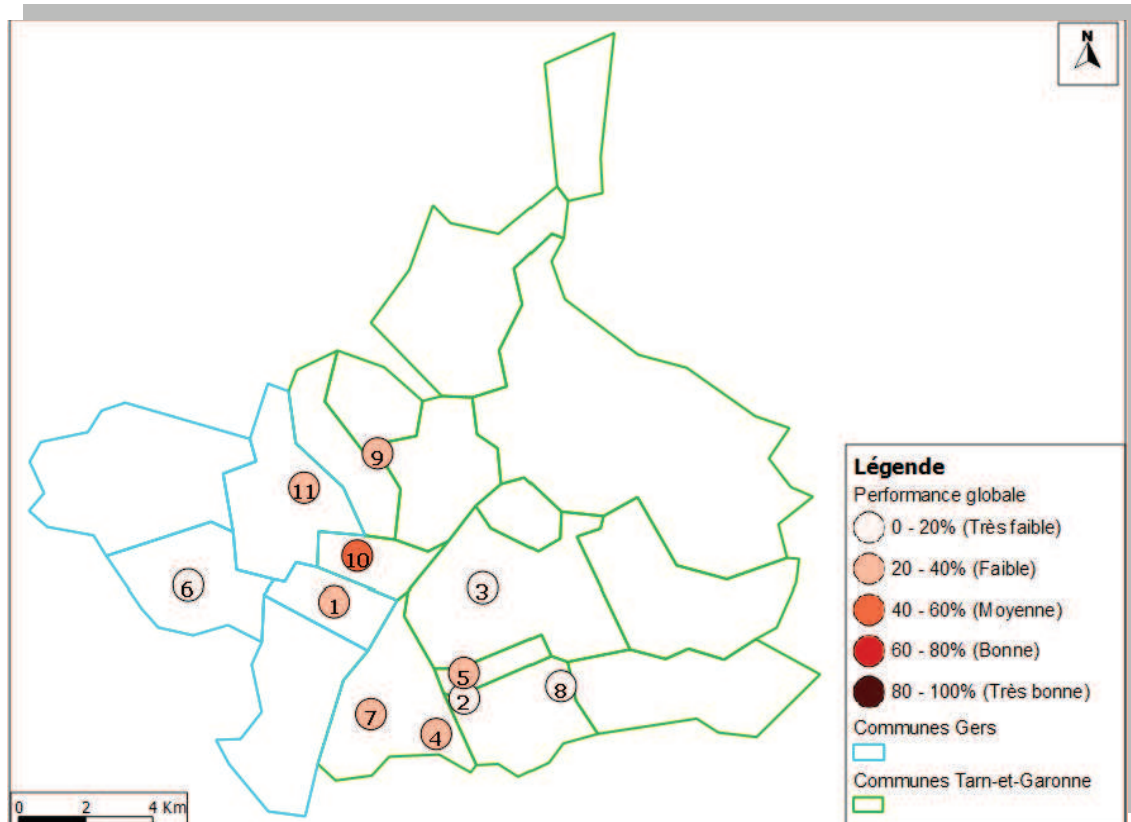 N
9
11
10
6
1
3
5
2
8
7
4
Légende
Performance globale
0 - 20% (Très faible)
20 - 40% (Faible)
40 - 60% (Moyenne)
60 - 80% (Bonne)
80 - 100% (Très bonne)
Communes Gers
Communes Tarn-et-Garonne
0 2 4 Km